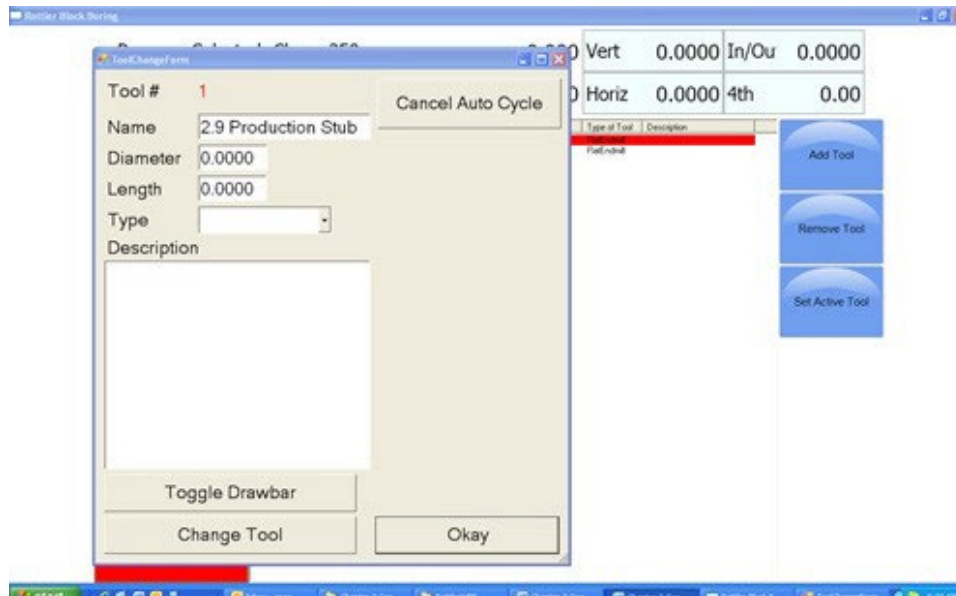 Rottler Block Boring
ToolChangeForm
Vert 0.0000 In/Ou 0.0000
Tool # 1
Cancel Auto Cycle
Horiz 0.0000 4th 0.00
Name 2.9 Production Stub
Type of Tool Description
FlatEndmill
FlatEndmill
Diameter 0.0000
Add Tool
Length 0.0000
Type
Remove Tool
Description
Set Active Tool
Toggle Drawbar
Change Tool
Okay